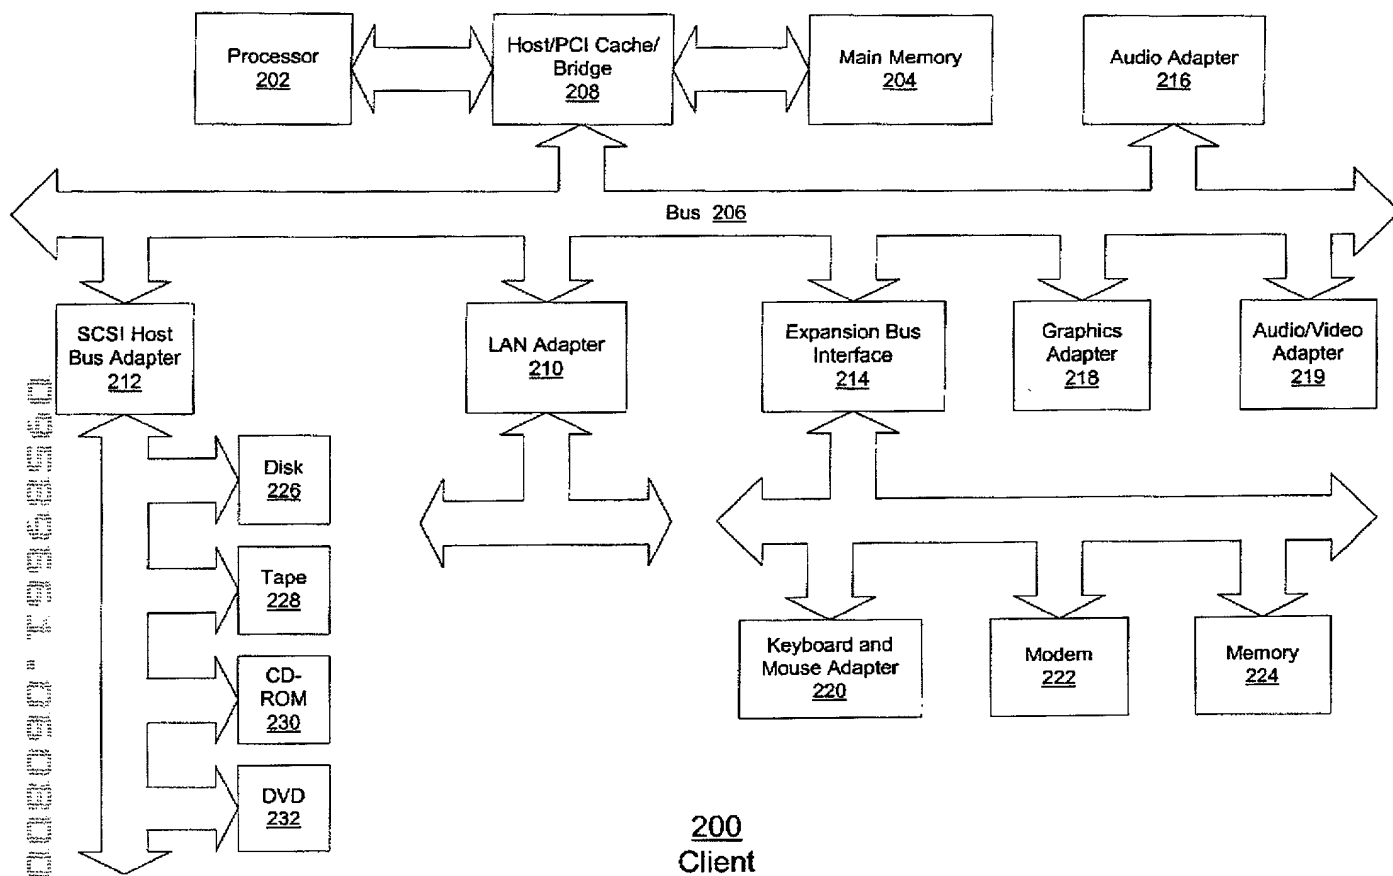 Processor
202
Host/PCI Cache/
Bridge
208
Main Memory
204
Audio Adapter
216
Bus 206
SCSI Host
Bus Adapter
212
LAN Adapter
210
Expansion Bus
Interface
214
Graphics
Adapter
218
Audio/Video
Adapter
219
Disk
226
Tape
228
CD-
ROM
230
DVD
232
Keyboard and
Mouse Adapter
220
Modem
222
Memory
224
200
Client